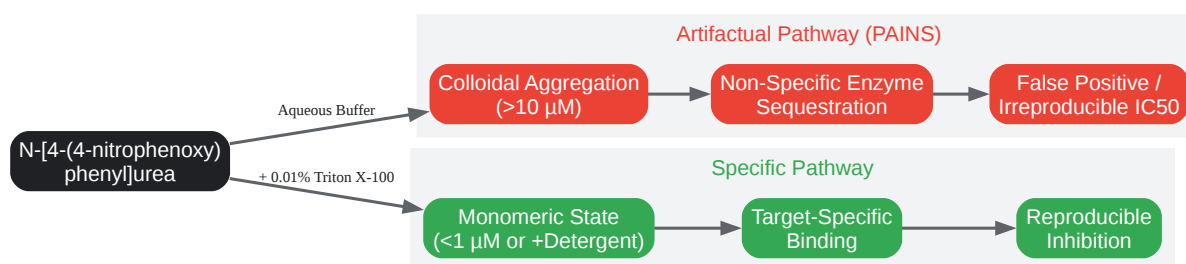 Artifactual Pathway (PAINS)
Colloidal Aggregation
(>10 µM)
Non-Specific Enzyme
Sequestration
False Positive /
Irreproducible IC50
Aqueous Buffer
N-[4-(4-nitrophenoxy)
phenyl]urea
+ 0.01% Triton X-100
Specific Pathway
Monomeric State
(<1 µM or +Detergent)
Target-Specific
Binding
Reproducible
Inhibition